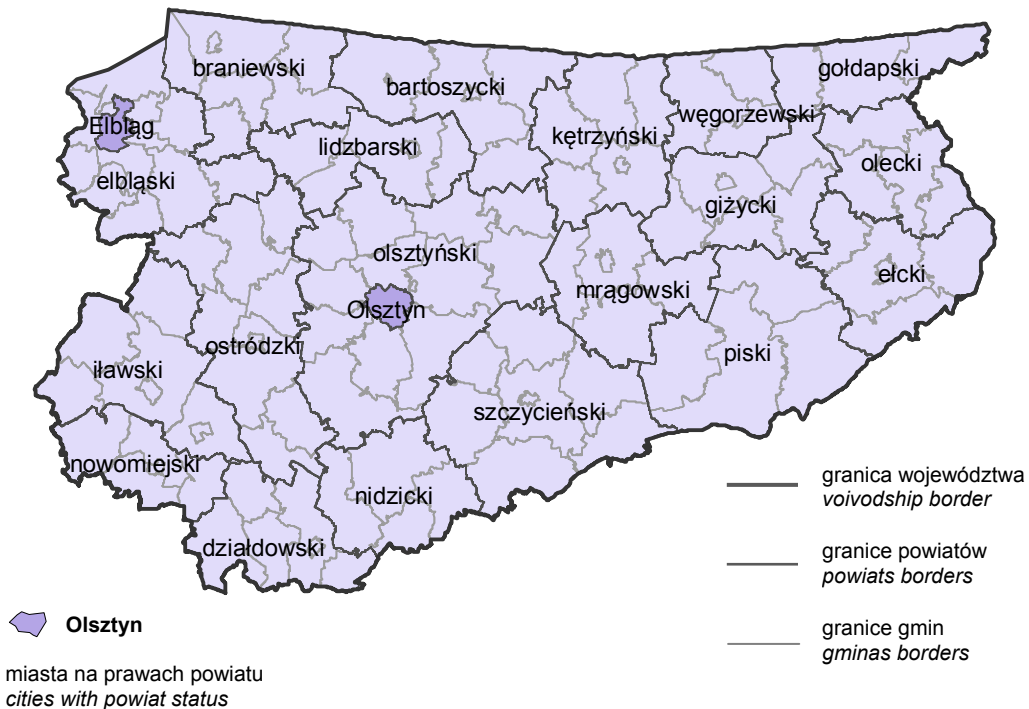 braniewski
bartoszycki
gołdapski
Elbląg
lidzbarski
kętrzyński
węgorzewski
olecki
elbląski
giżycki
olsztyński
ełcki
mrągowski
Olsztyn
ostródzki
piski
iławski
szczycieński
nowomiejski
nidzicki
działdowski
granica województwa
voivodship border
granice powiatów
powiats borders
granice gmin
gminas borders
Olsztyn
miasta na prawach powiatu
cities with powiat status